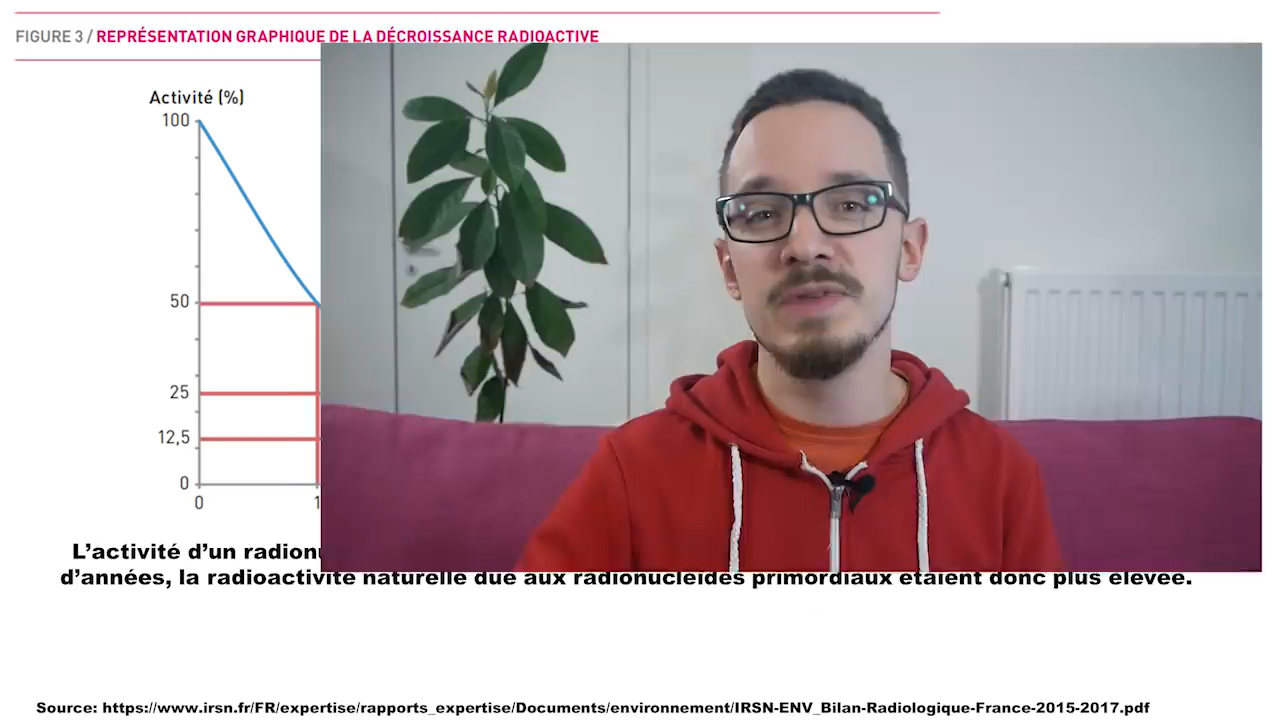 FIGURE 3 / REPRÉSENTATION GRAPHIQUE DE LA DÉCROISSANCE RADIOACTIVE
Activité (%)
100
50
25
12,5
0
0
1
L’activité d’un radion
d’années, la radioactivité naturelle due aux radionucléides primordiaux étaient donc plus élevée.
Source: https://www.irsn.fr/FR/expertise/rapports_expertise/Documents/environnement/IRSN-ENV_Bilan-Radiologique-France-2015-2017.pdf